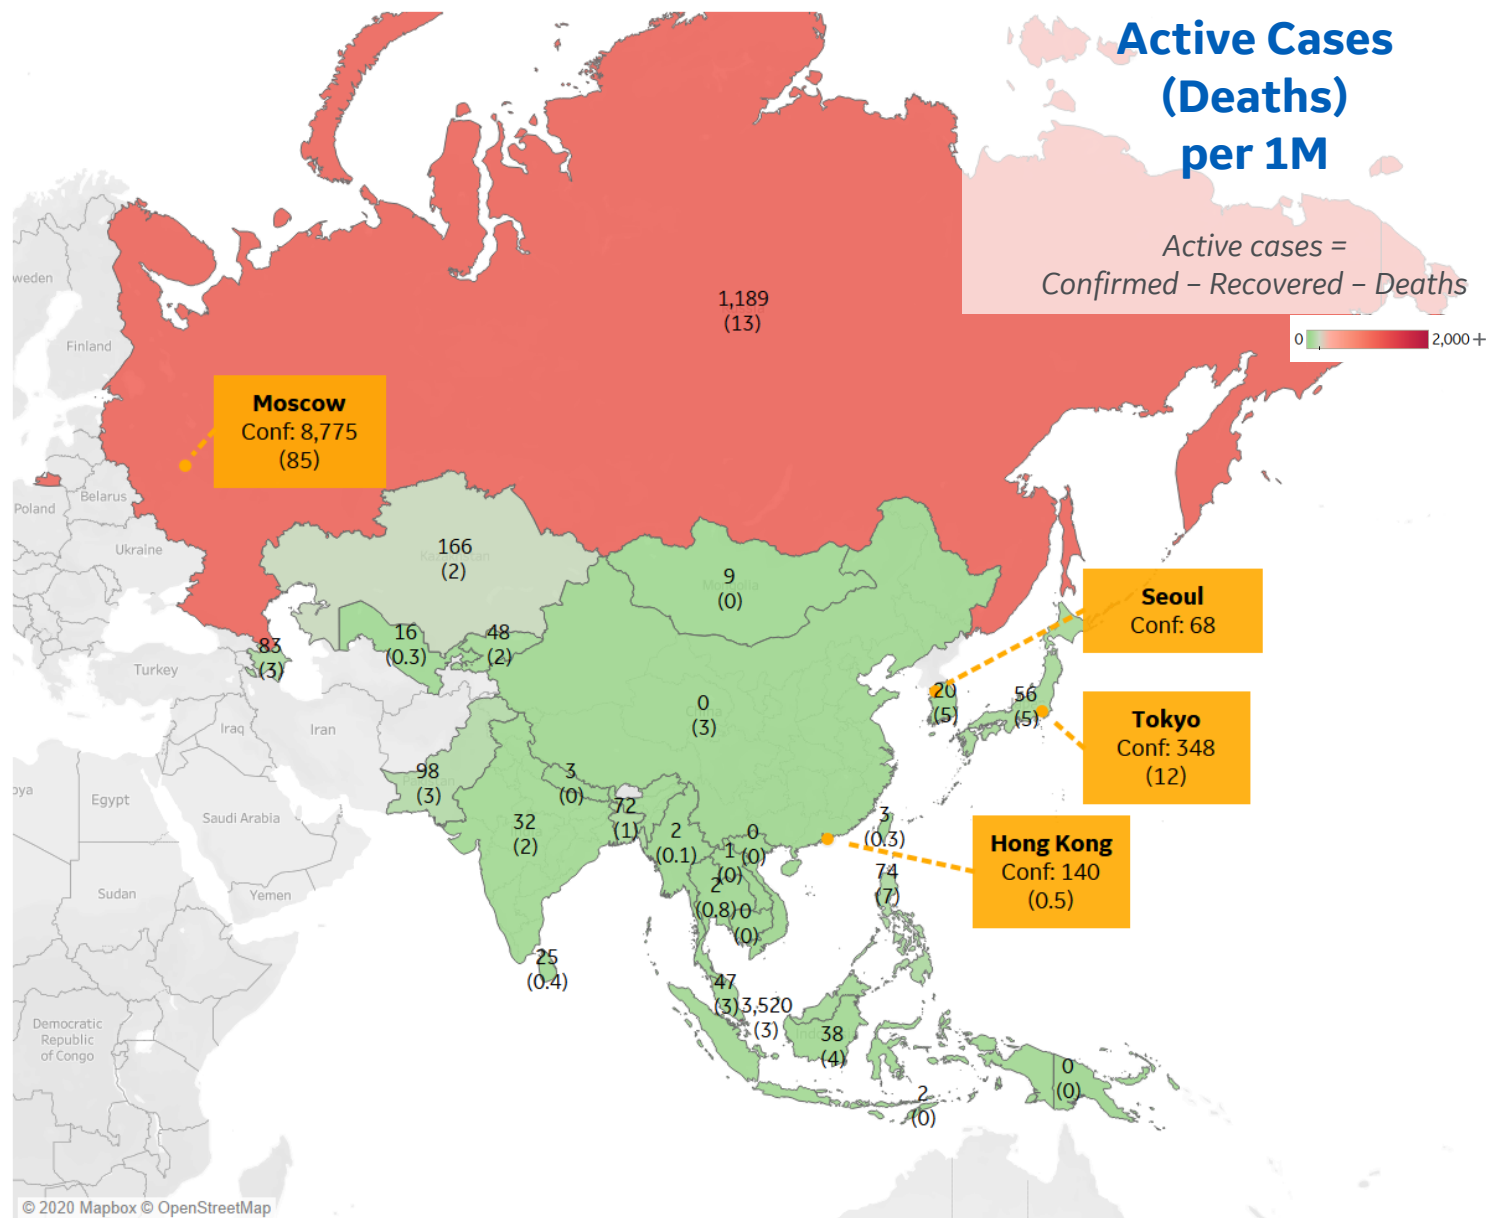 Active Cases
(Deaths)
per 1M
Active cases =
Confirmed – Recovered – Deaths
0
2,000 +
1,189
(13)
weden
Finland
Moscow
Conf: 8,775
(85)
Belarus
Poland
Ukraine
166
(2)
9
(0)
Mongolia
Seoul
Conf: 68
83
(3)
16
(0.3)
48
(2)
Turkey
Iraq
Iran
0
(3)
20
(5)
56
(5)
Tokyo
Conf: 348
(12)
98
(3)
3
(0)
72
(1)
oya
Egypt
Saudi Arabia
32
(2)
2
(0.1)
0
(0)
1
(0)
3
(0.3)
Hong Kong
Conf: 140
(0.5)
74
(7)
2
(0.8)
0
(0)
Sudan
Yemen
25
(0.4)
47
(3)
3,520
(3)
38
(4)
Democratic
Republic
of Congo
0
(0)
2
(0)
© 2020 Mapbox © OpenStreetMap